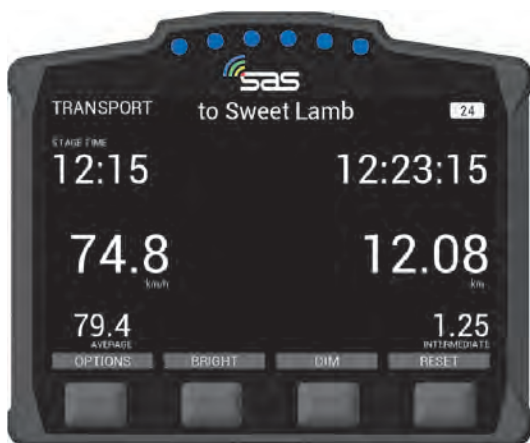 sas
TRANSPORT to Sweet Lamb 24
STAGE TIME
12:15 12:23:15
74.8 12.08
km/h km
79.4 1.25
AVERAGE INTERMEDIATE
OPTIONS BRIGHT DIM RESET